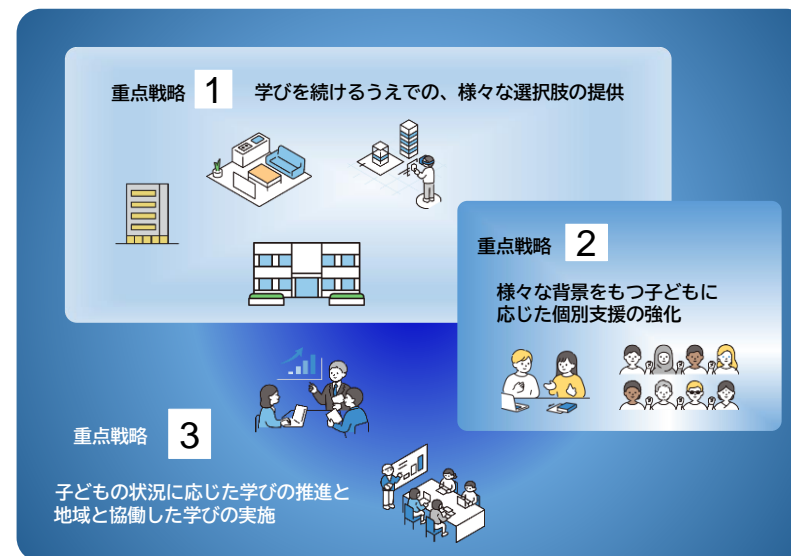 重点戦略 1 学びを続けるうえでの、様々な選択肢の提供
重点戦略 2
様々な背景をもつ子どもに
応じた個別支援の強化
重点戦略 3
子どもの状況に応じた学びの推進と
地域と協働した学びの実施